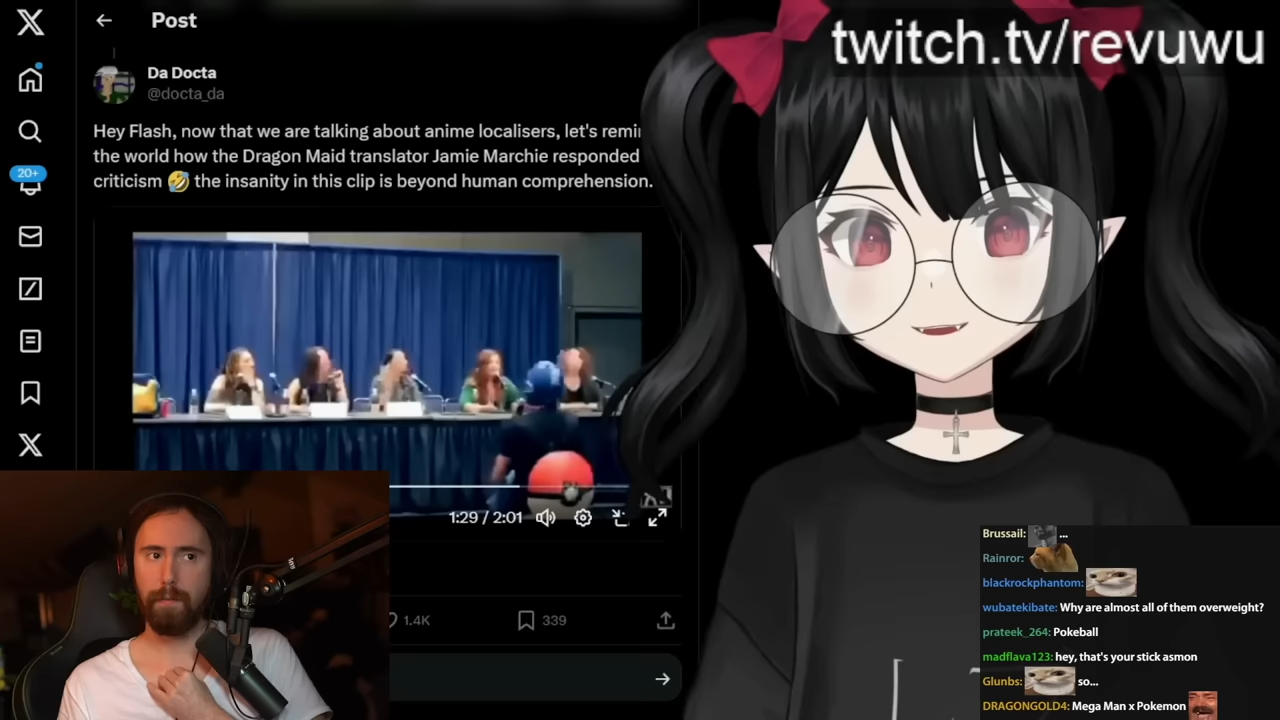 Post
twitch.tv/revuwu
Da Docta
@docta_da
Hey Flash, now that we are talking about anime localisers, let's
the world how the Dragon Maid translator Jamie Marchie responded
criticism 🤣 the insanity in this clip is beyond human comprehension.
20+
1:29 / 2:01
1.4K
339
Brussail: ...
Rainror:
blackrockphantom:
wubatekibate: Why are almost all of them overweight?
prateek_264: Pokeball
madflava123: hey, that's your stick asmon
Glunbs: so...
DRAGONGOLD4: Mega Man x Pokemon